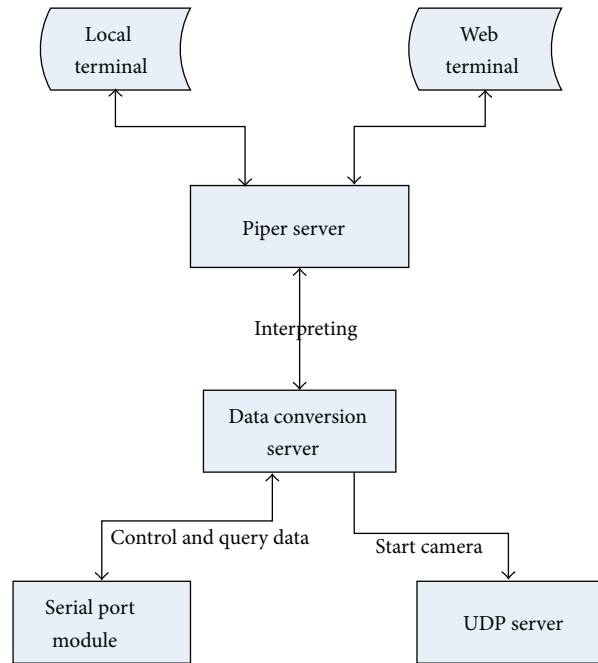 Local
terminal
Web
terminal
Piper server
Interpreting
Data conversion
server
Control and query data
Start camera
Serial port
module
UDP server